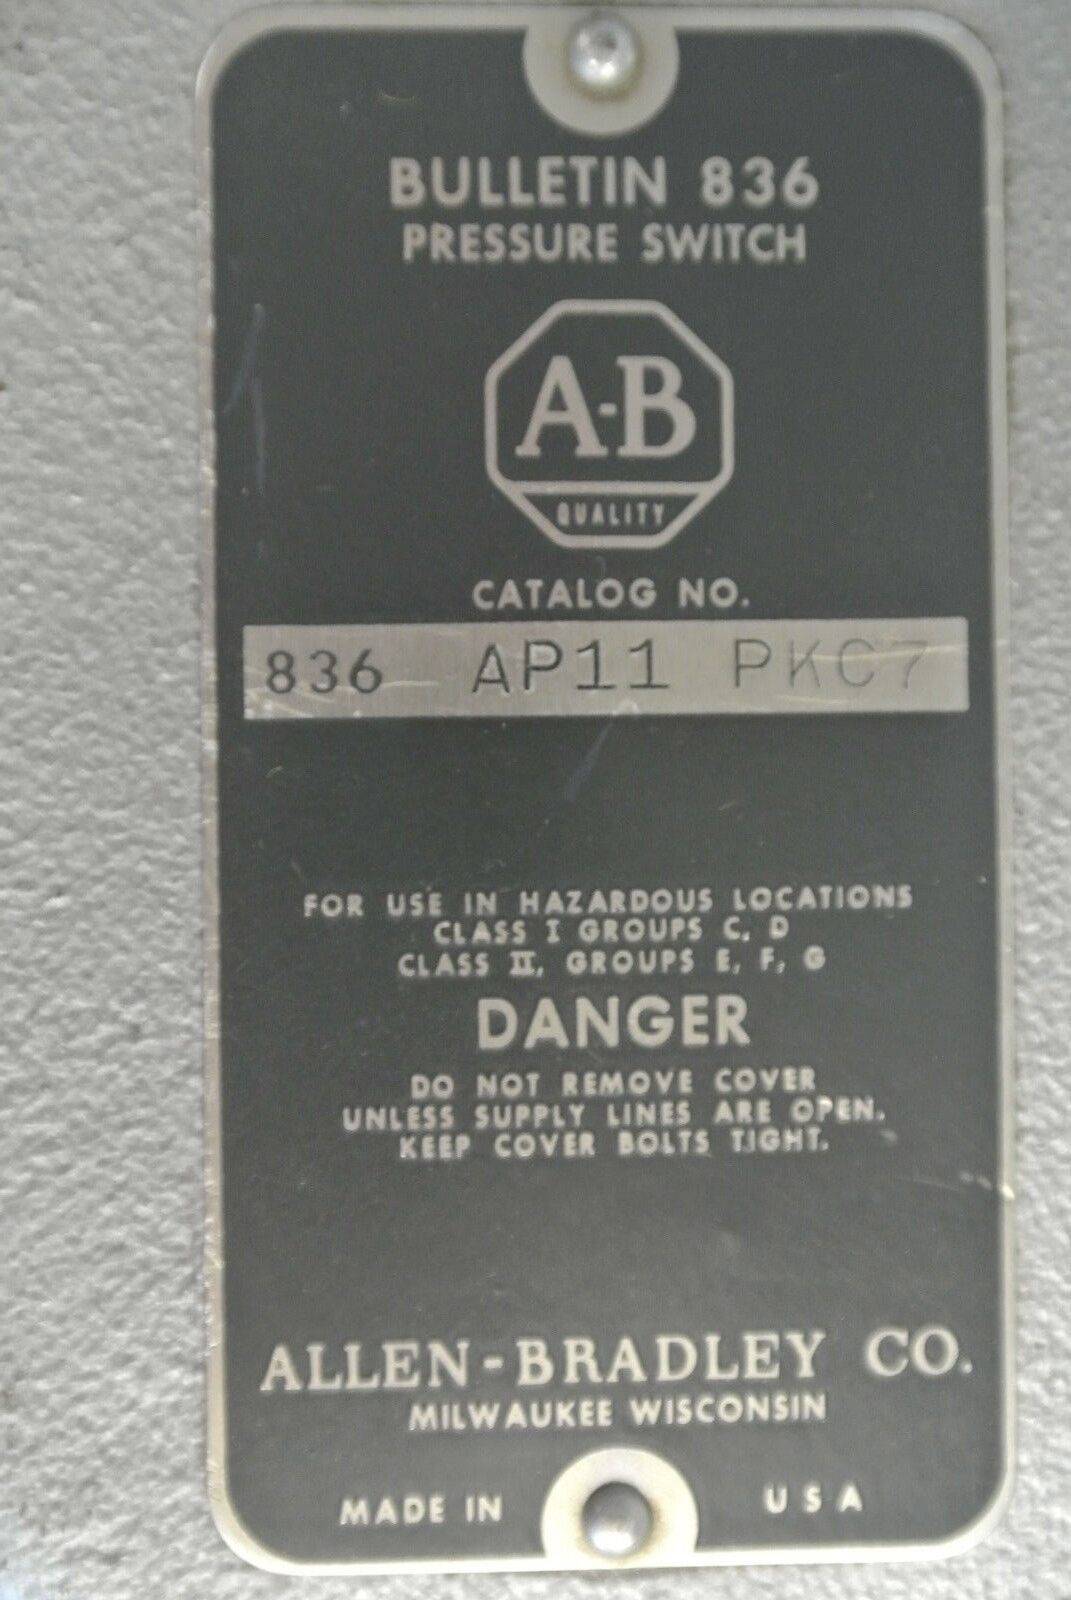 BULLETIN 836
PRESSURE SWITCH
A-B
QUALITY
CATALOG NO.
836 AP11 PKC7
FOR USE IN HAZARDOUS LOCATIONS
CLASS I GROUPS C, D
CLASS II, GROUPS E, F, G
DANGER
DO NOT REMOVE COVER
UNLESS SUPPLY LINES ARE OPEN.
KEEP COVER BOLTS TIGHT.
ALLEN-BRADLEY CO.
MILWAUKEE WISCONSIN
MADE IN U S A